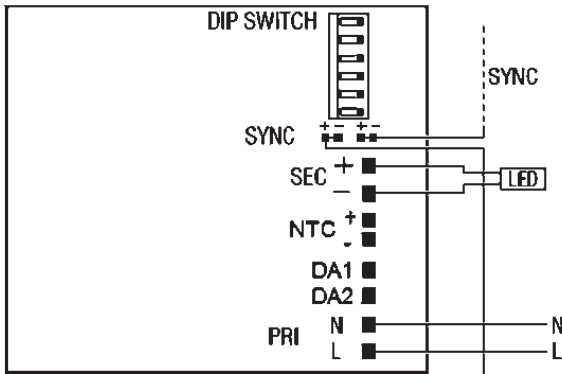 DIP SWITCH
SYNC
+ - + -
SYNC
SEC +
-
LED
NTC +
-
DA1
DA2
PRI N N
L L